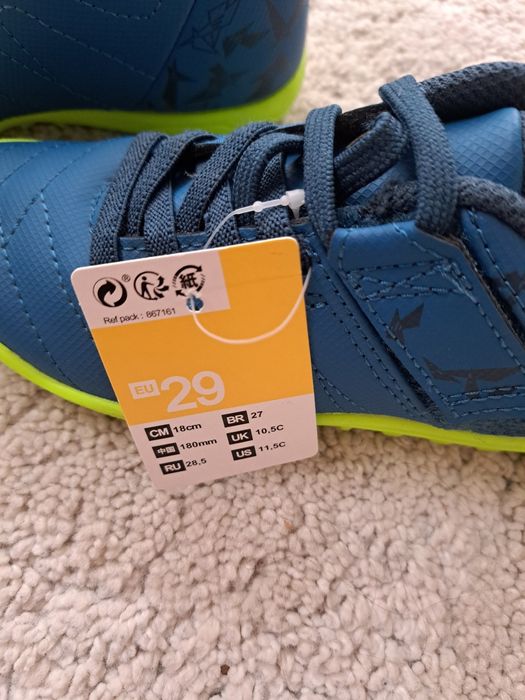 ®
紙
Ref.pack : 867161
EU 29
CM 18cm BR 27
中国 180mm UK 10,5C
RU 28,5 US 11,5C